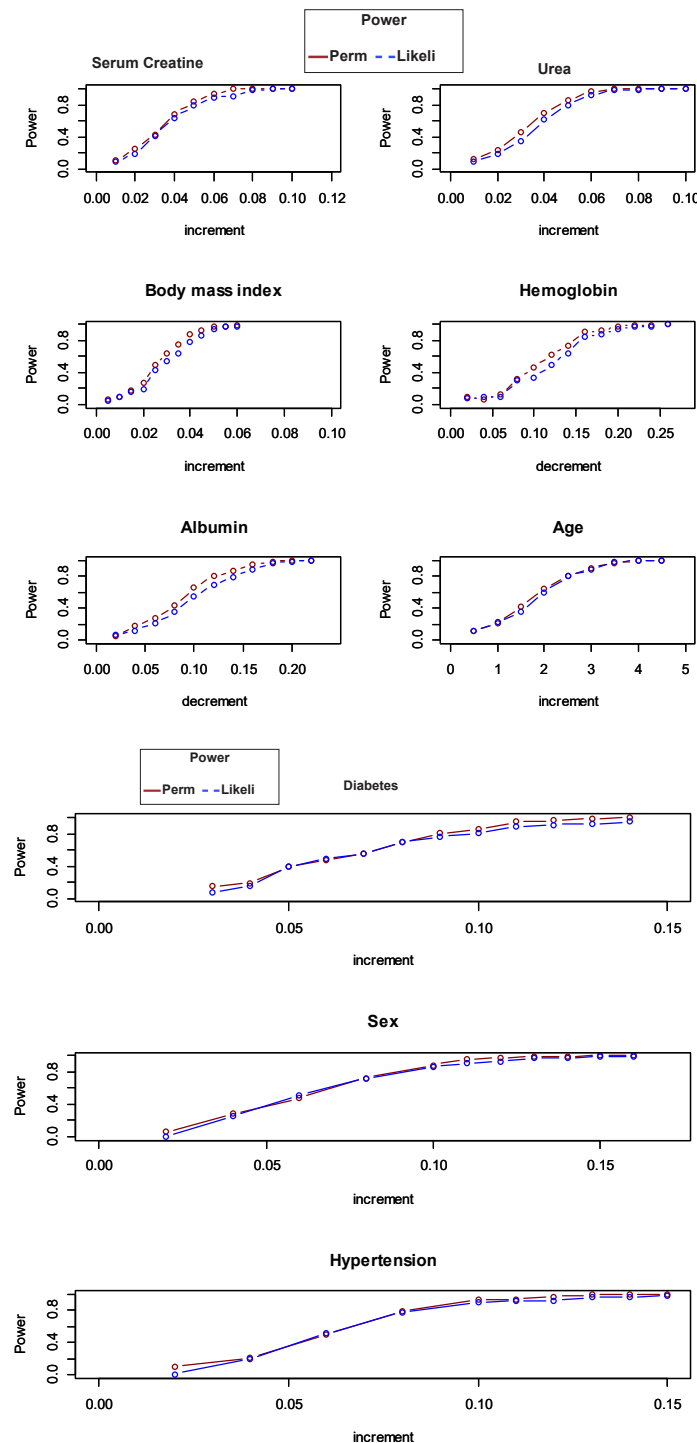 Power
Perm Likeli
Serum Creatine
Urea
Power
0.0 0.4 0.8
0.00 0.02 0.04 0.06 0.08 0.10 0.12
increment
Power
0.0 0.4 0.8
0.00 0.02 0.04 0.06 0.08 0.10
increment
Body mass index
Power
0.0 0.4 0.8
0.00 0.02 0.04 0.06 0.08 0.10
increment
Hemoglobin
Power
0.0 0.4 0.8
0.00 0.05 0.10 0.15 0.20 0.25
decrement
Albumin
Power
0.0 0.4 0.8
0.00 0.05 0.10 0.15 0.20
decrement
Age
Power
0.0 0.4 0.8
0 1 2 3 4 5
increment
Power
Perm Likeli
Diabetes
Power
0.0 0.4 0.8
0.00 0.05 0.10 0.15
increment
Sex
Power
0.0 0.4 0.8
0.00 0.05 0.10 0.15
increment
Hypertension
Power
0.0 0.4 0.8
0.00 0.05 0.10 0.15
increment